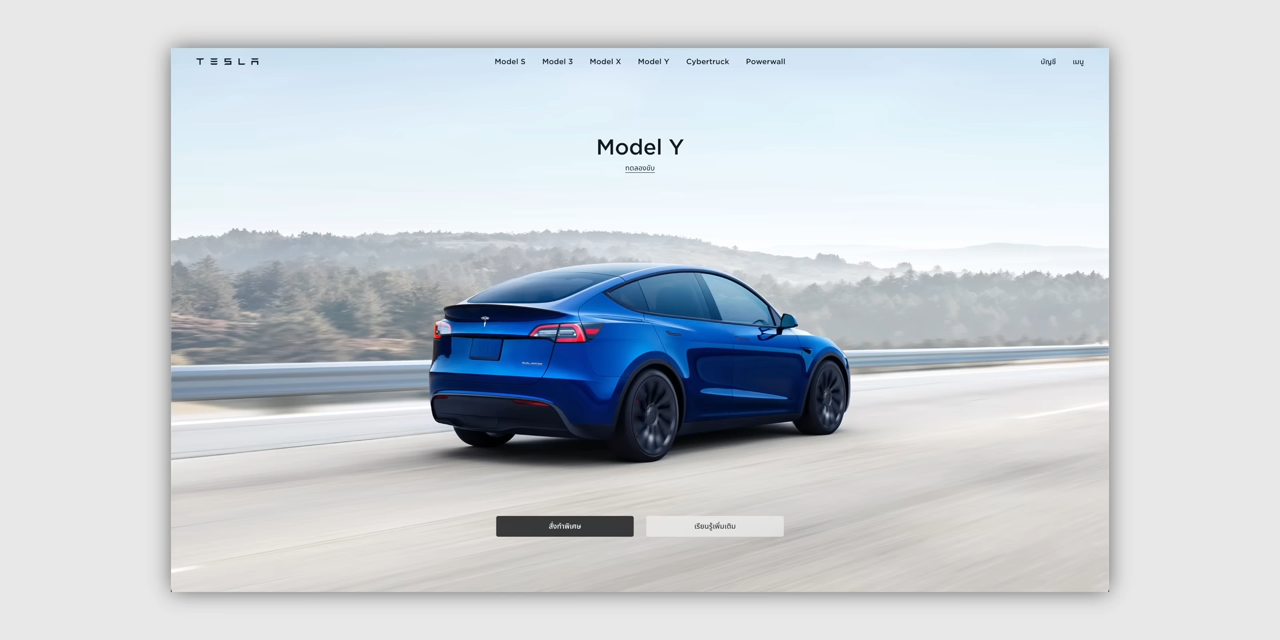 TESLA
Model S Model 3 Model X Model Y Cybertruck Powerwall
บัญชี เมนู
Model Y
ทดลองขับ
สั่งทำพิเศษ เรียนรู้เพิ่มเติม